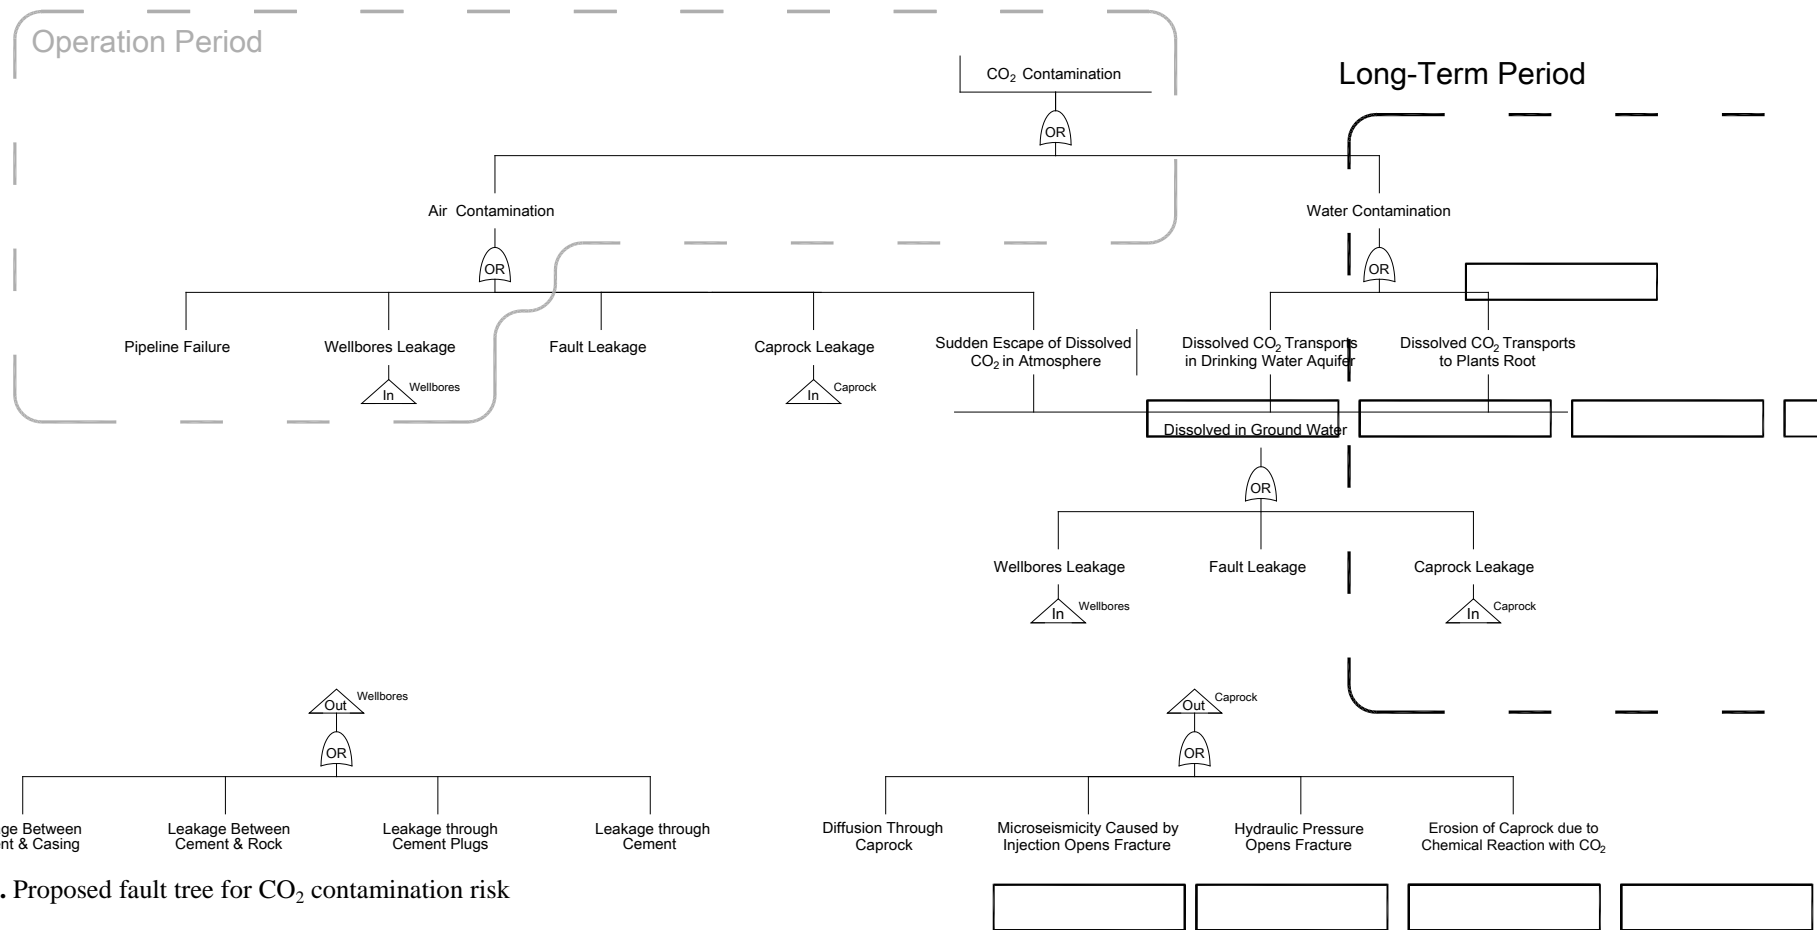 Operation Period
CO₂ Contamination
Long-Term Period
OR
Air Contamination
Water Contamination
OR
OR
Pipeline Failure
Wellbores Leakage
Fault Leakage
Caprock Leakage
Sudden Escape of Dissolved
CO₂ in Atmosphere
Dissolved CO₂ Transports
in Drinking Water Aquifer
Dissolved CO₂ Transports
to Plants Root
In
Wellbores
In
Caprock
Dissolved in Ground Water
OR
Wellbores Leakage
Fault Leakage
Caprock Leakage
In
Wellbores
In
Caprock
Out
Wellbores
OR
Out
Caprock
OR
Between
& Casing
Leakage Between
Cement & Rock
Leakage through
Cement Plugs
Leakage through
Cement
Diffusion Through
Caprock
Microseismicity Caused by
Injection Opens Fracture
Hydraulic Pressure
Opens Fracture
Erosion of Caprock due to
Chemical Reaction with CO₂
. Proposed fault tree for CO₂ contamination risk